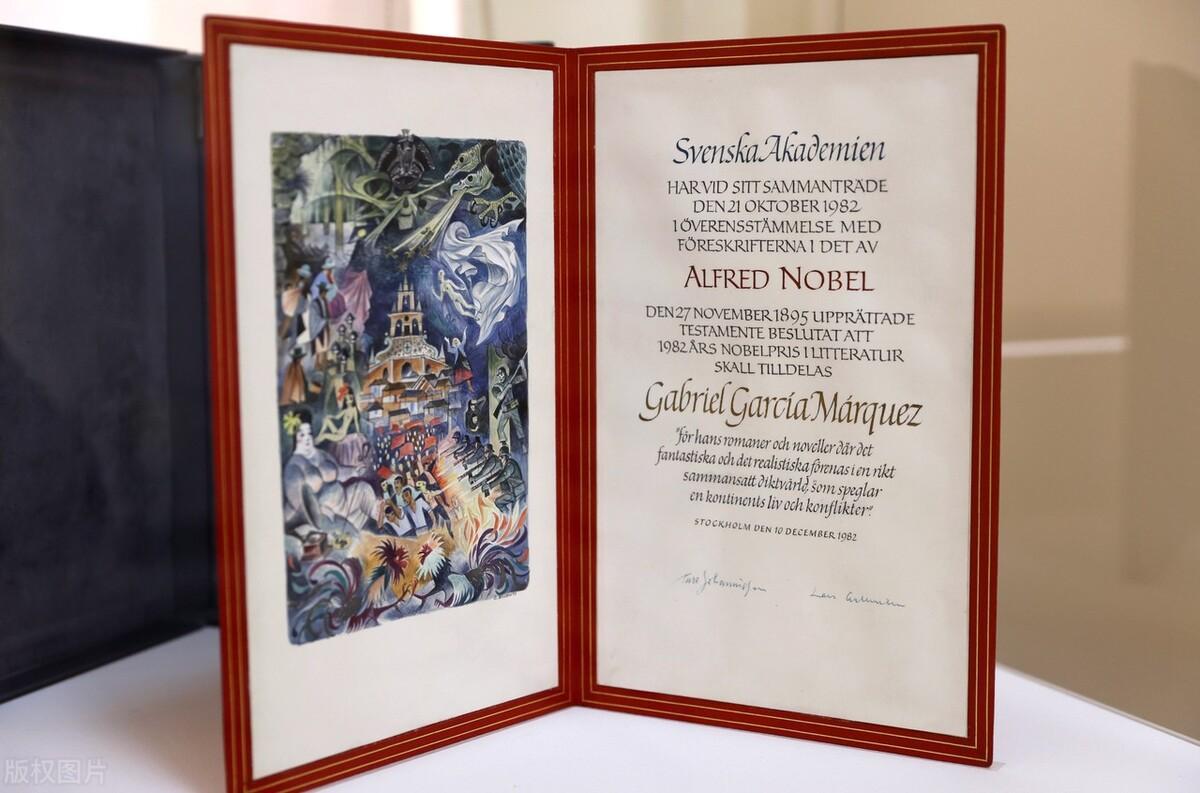 Svenska Akademien
HAR VID SITT SAMMANTRÄDE
DEN 21 OKTOBER 1982
I ÖVERENSSTÄMMELSE MED
FÖRESKRIFTERNA I DET AV
ALFRED NOBEL
DEN 27 NOVEMBER 1895 UPPRÄTTADE
TESTAMENTE BESLUTAT ATT
1982 ÅRS NOBELPRIS I LITTERATUR
SKALL TILLDELAS
Gabriel García Márquez
"för hans romaner och noveller där det
fantastiska och det realistiska förenas i en rikt
sammansatt diktvärld, som speglar
en kontinents liv och konflikter".
STOCKHOLM DEN 10 DECEMBER 1982
版权图片